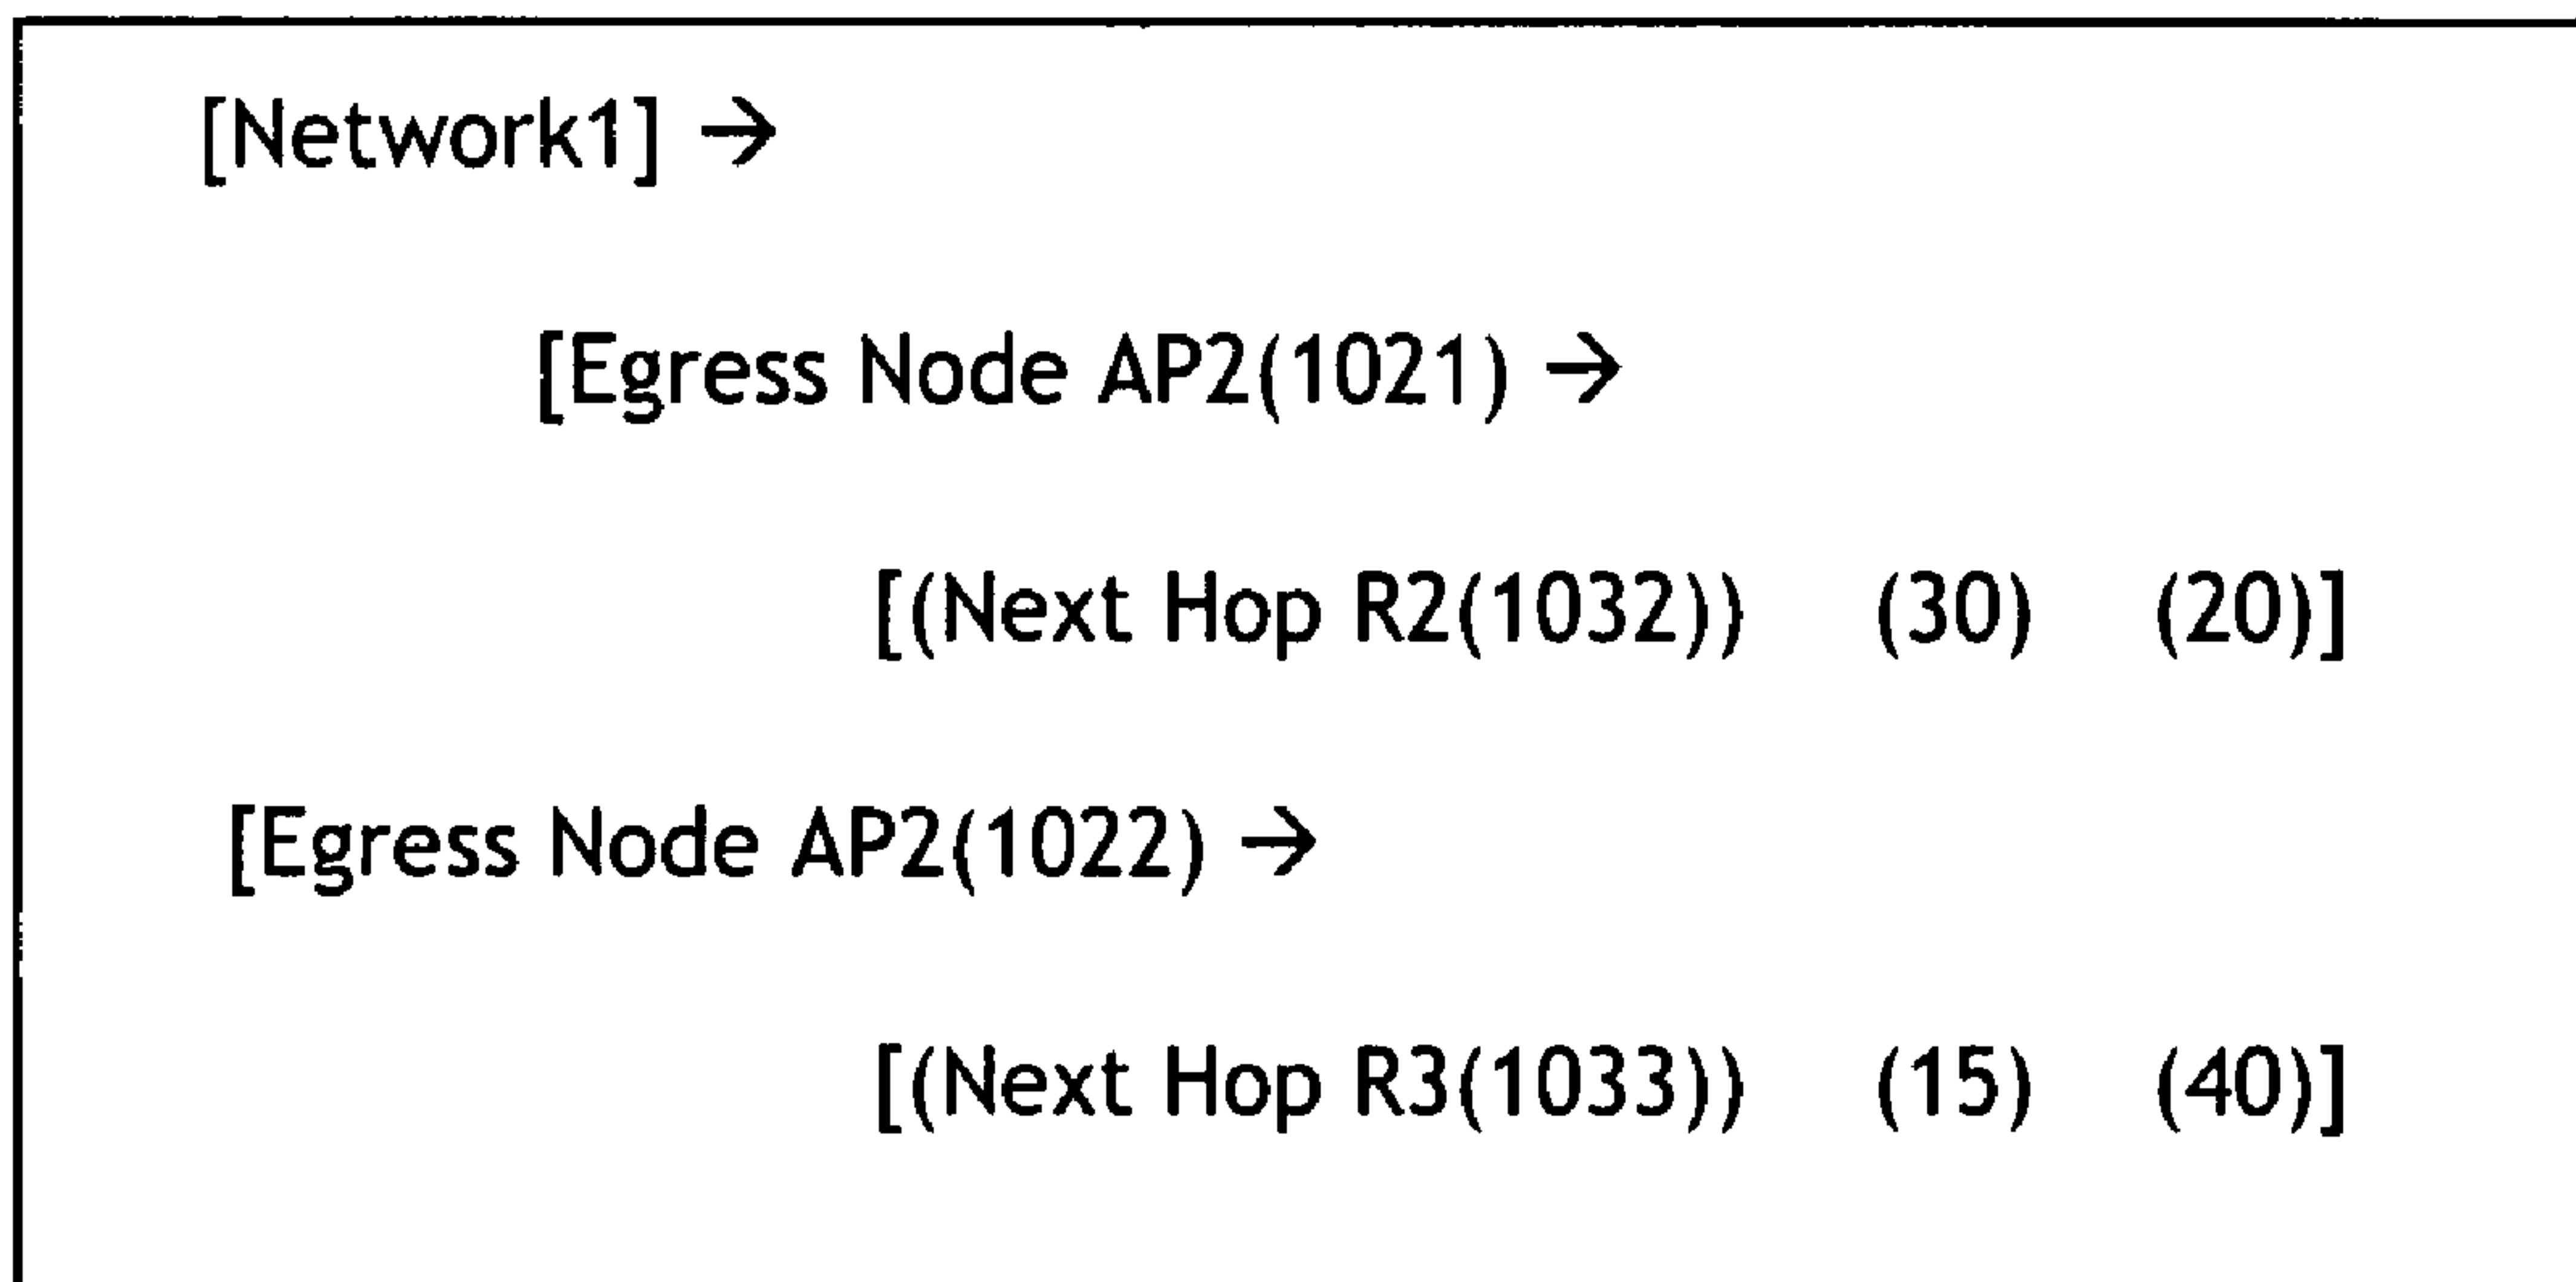 [Network1] →
[Egress Node AP2(1021) →
[(Next Hop R2(1032)) (30) (20)]
[Egress Node AP2(1022) →
[(Next Hop R3(1033)) (15) (40)]